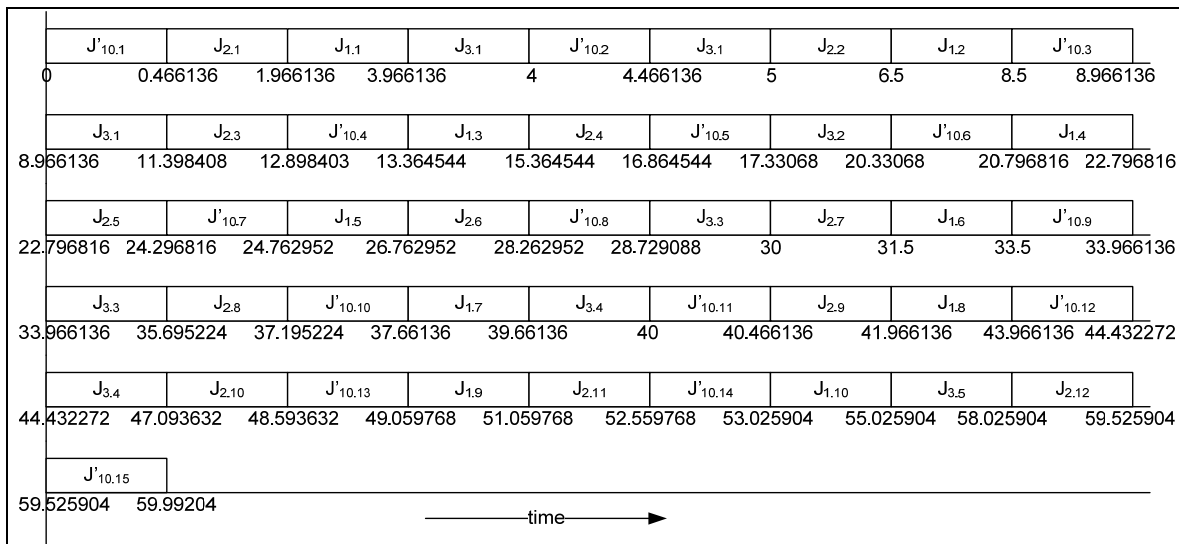 J'10.1 J2.1 J1.1 J3.1 J'10.2 J3.1 J2.2 J1.2 J'10.3
0 0.466136 1.966136 3.966136 4 4.466136 5 6.5 8.5 8.966136
J3.1 J2.3 J'10.4 J1.3 J2.4 J'10.5 J3.2 J'10.6 J1.4
8.966136 11.398408 12.898403 13.364544 15.364544 16.864544 17.33068 20.33068 20.796816 22.796816
J2.5 J'10.7 J1.5 J2.6 J'10.8 J3.3 J2.7 J1.6 J'10.9
22.796816 24.296816 24.762952 26.762952 28.262952 28.729088 30 31.5 33.5 33.966136
J3.3 J2.8 J'10.10 J1.7 J3.4 J'10.11 J2.9 J1.8 J'10.12
33.966136 35.695224 37.195224 37.66136 39.66136 40 40.466136 41.966136 43.966136 44.432272
J3.4 J2.10 J'10.13 J1.9 J2.11 J'10.14 J1.10 J3.5 J2.12
44.432272 47.093632 48.593632 49.059768 51.059768 52.559768 53.025904 55.025904 58.025904 59.525904
J'10.15
59.525904 59.99204
time